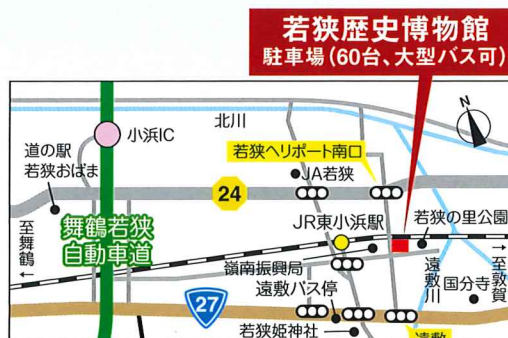 若狭歴史博物館
駐車場(60台、大型バス可)
N
小浜IC
北川
道の駅
若狭おばま
若狭ヘリポート南口
JA若狭
24
JR東小浜駅
若狭の里公園
舞鶴若狭
自動車道
至舞鶴
嶺南振興局
遠敷川
国分寺
至敦賀
27
遠敷バス停
若狭姫神社
遠敷